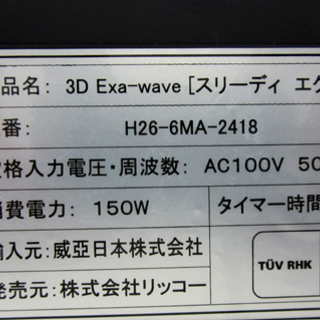 品名: 3D Exa-wave [スリーディ エク
番: H26-6MA-2418
格入力電圧・周波数: AC100V 50
消費電力: 150W タイマー時間
輸入元: 威亞日本株式会社
発売元: 株式会社リッコー
TÜV RHK